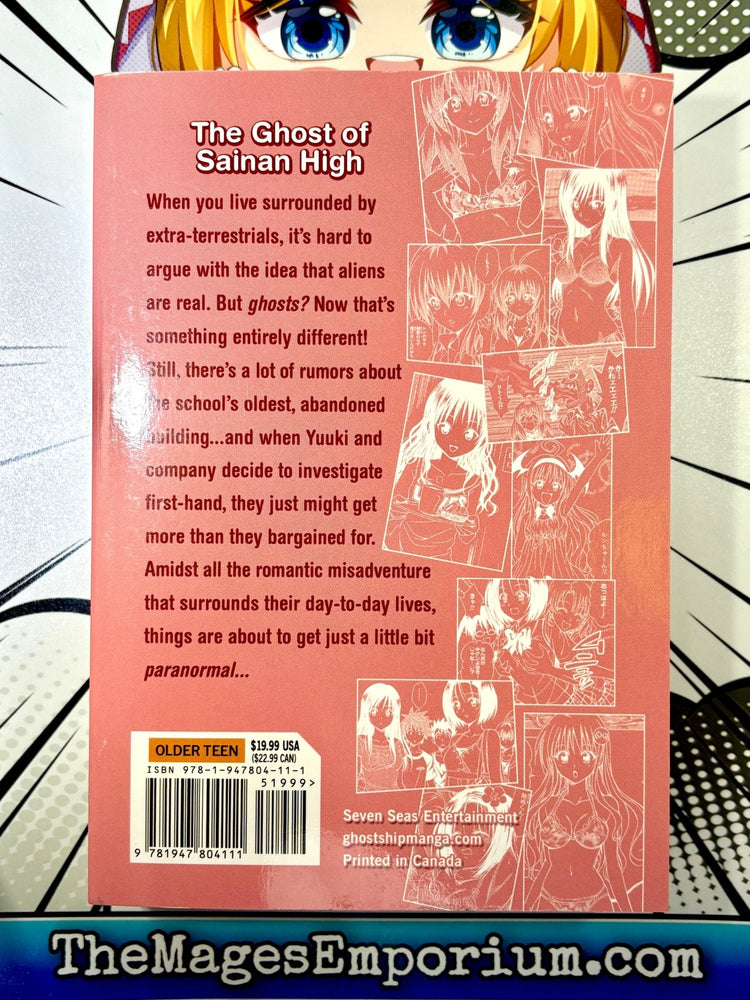 The Ghost of
Sainan High
When you live surrounded by
extra-terrestrials, it's hard to
argue with the idea that aliens
are real. But ghosts? Now that's
something entirely different!
Still, there's a lot of rumors about
the school's oldest, abandoned
building...and when Yuuki and
company decide to investigate
first-hand, they just might get
more than they bargained for.
Amidst all the romantic misadventure
that surrounds their day-to-day lives,
things are about to get just a little bit
paranormal...
OLDER TEEN
$19.99 USA
($22.99 CAN)
ISBN 978-1-947804-11-1
51999>
9 781947 804111
Seven Seas Entertainment
ghostshipmanga.com
Printed in Canada
TheMagesEmporium.com